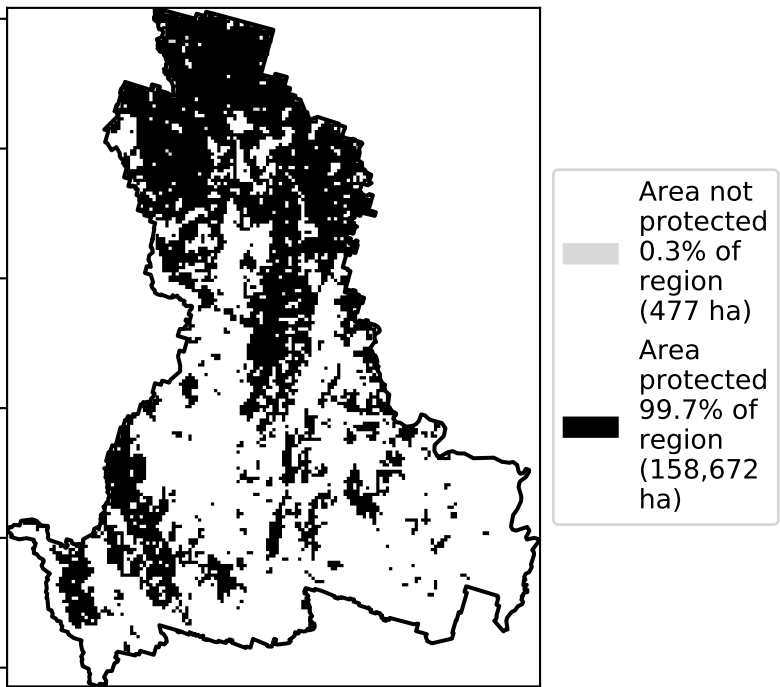 Area not
protected
0.3% of
region
(477 ha)
Area
protected
99.7% of
region
(158,672
ha)